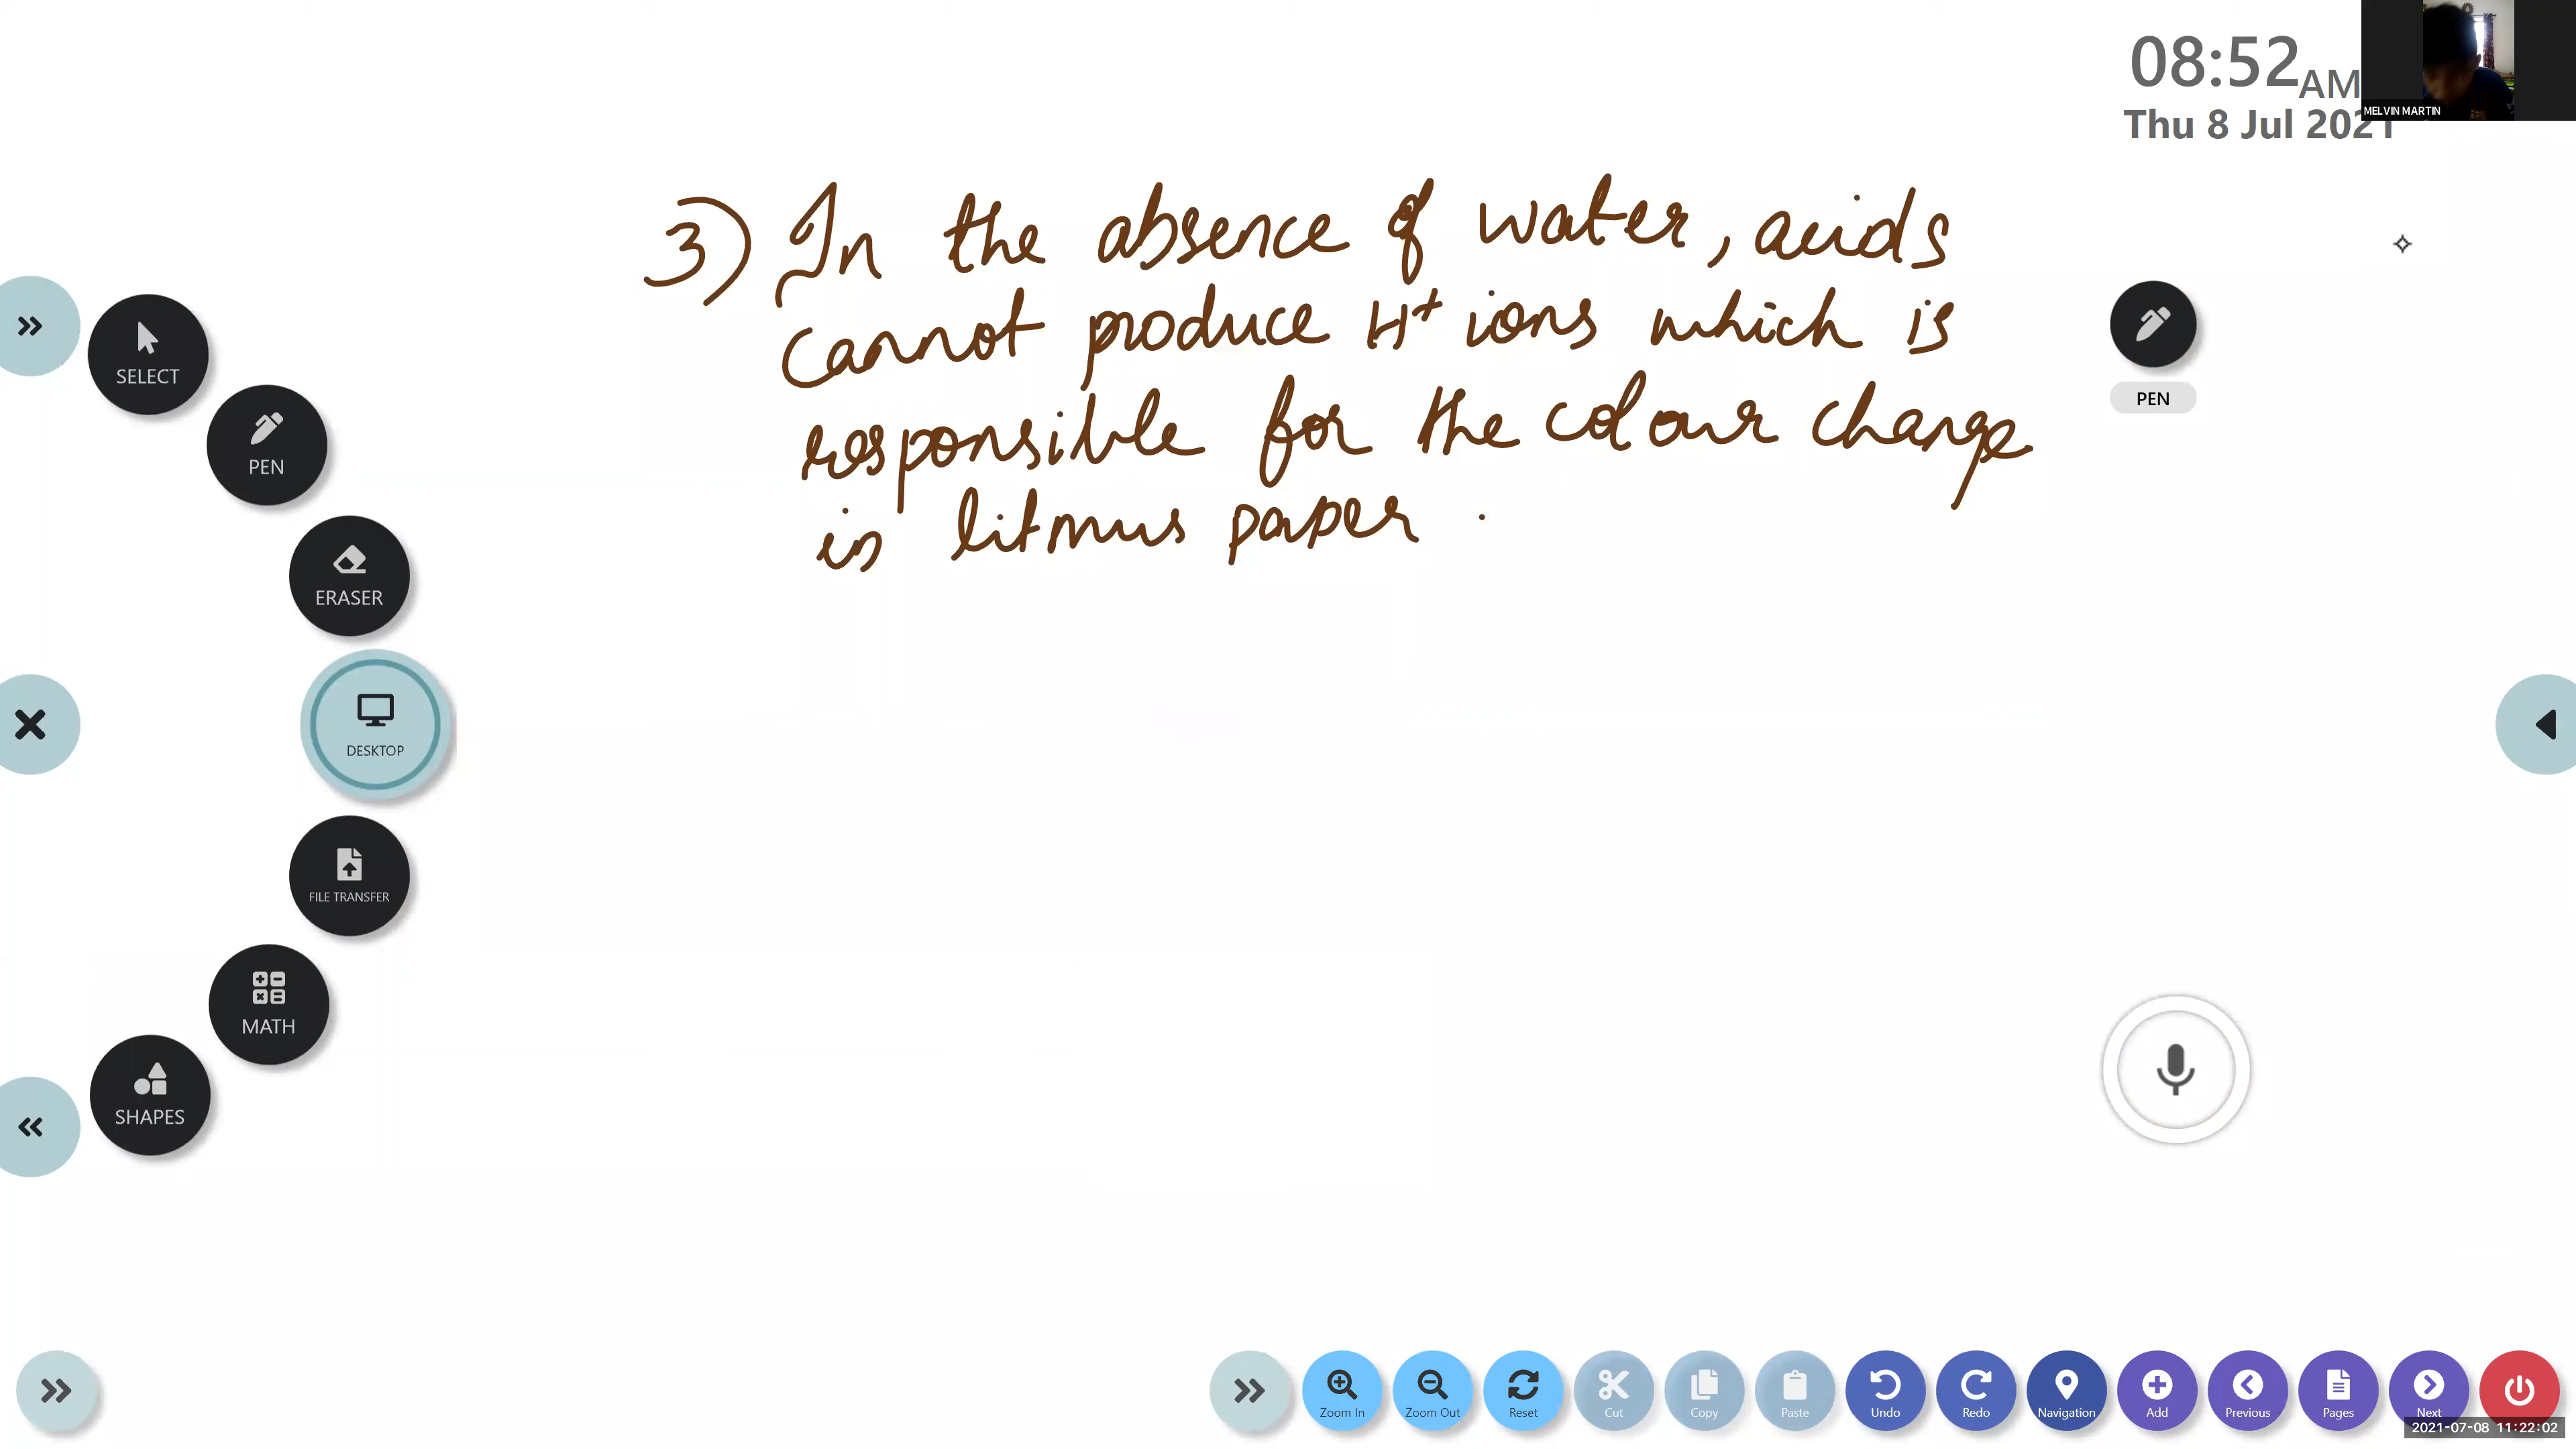 08:52 AM
Thu 8 Jul 2021
MELVIN MARTIN
3) In the absence of water, acids
cannot produce H+ ions which is
responsible for the colour change
in litmus paper .
SELECT
PEN
ERASER
DESKTOP
FILE TRANSFER
MATH
SHAPES
PEN
Zoom In
Zoom Out
Reset
Cut
Copy
Paste
Undo
Redo
Navigation
Add
Previous
Pages
Next
2021-07-08 11:22:02